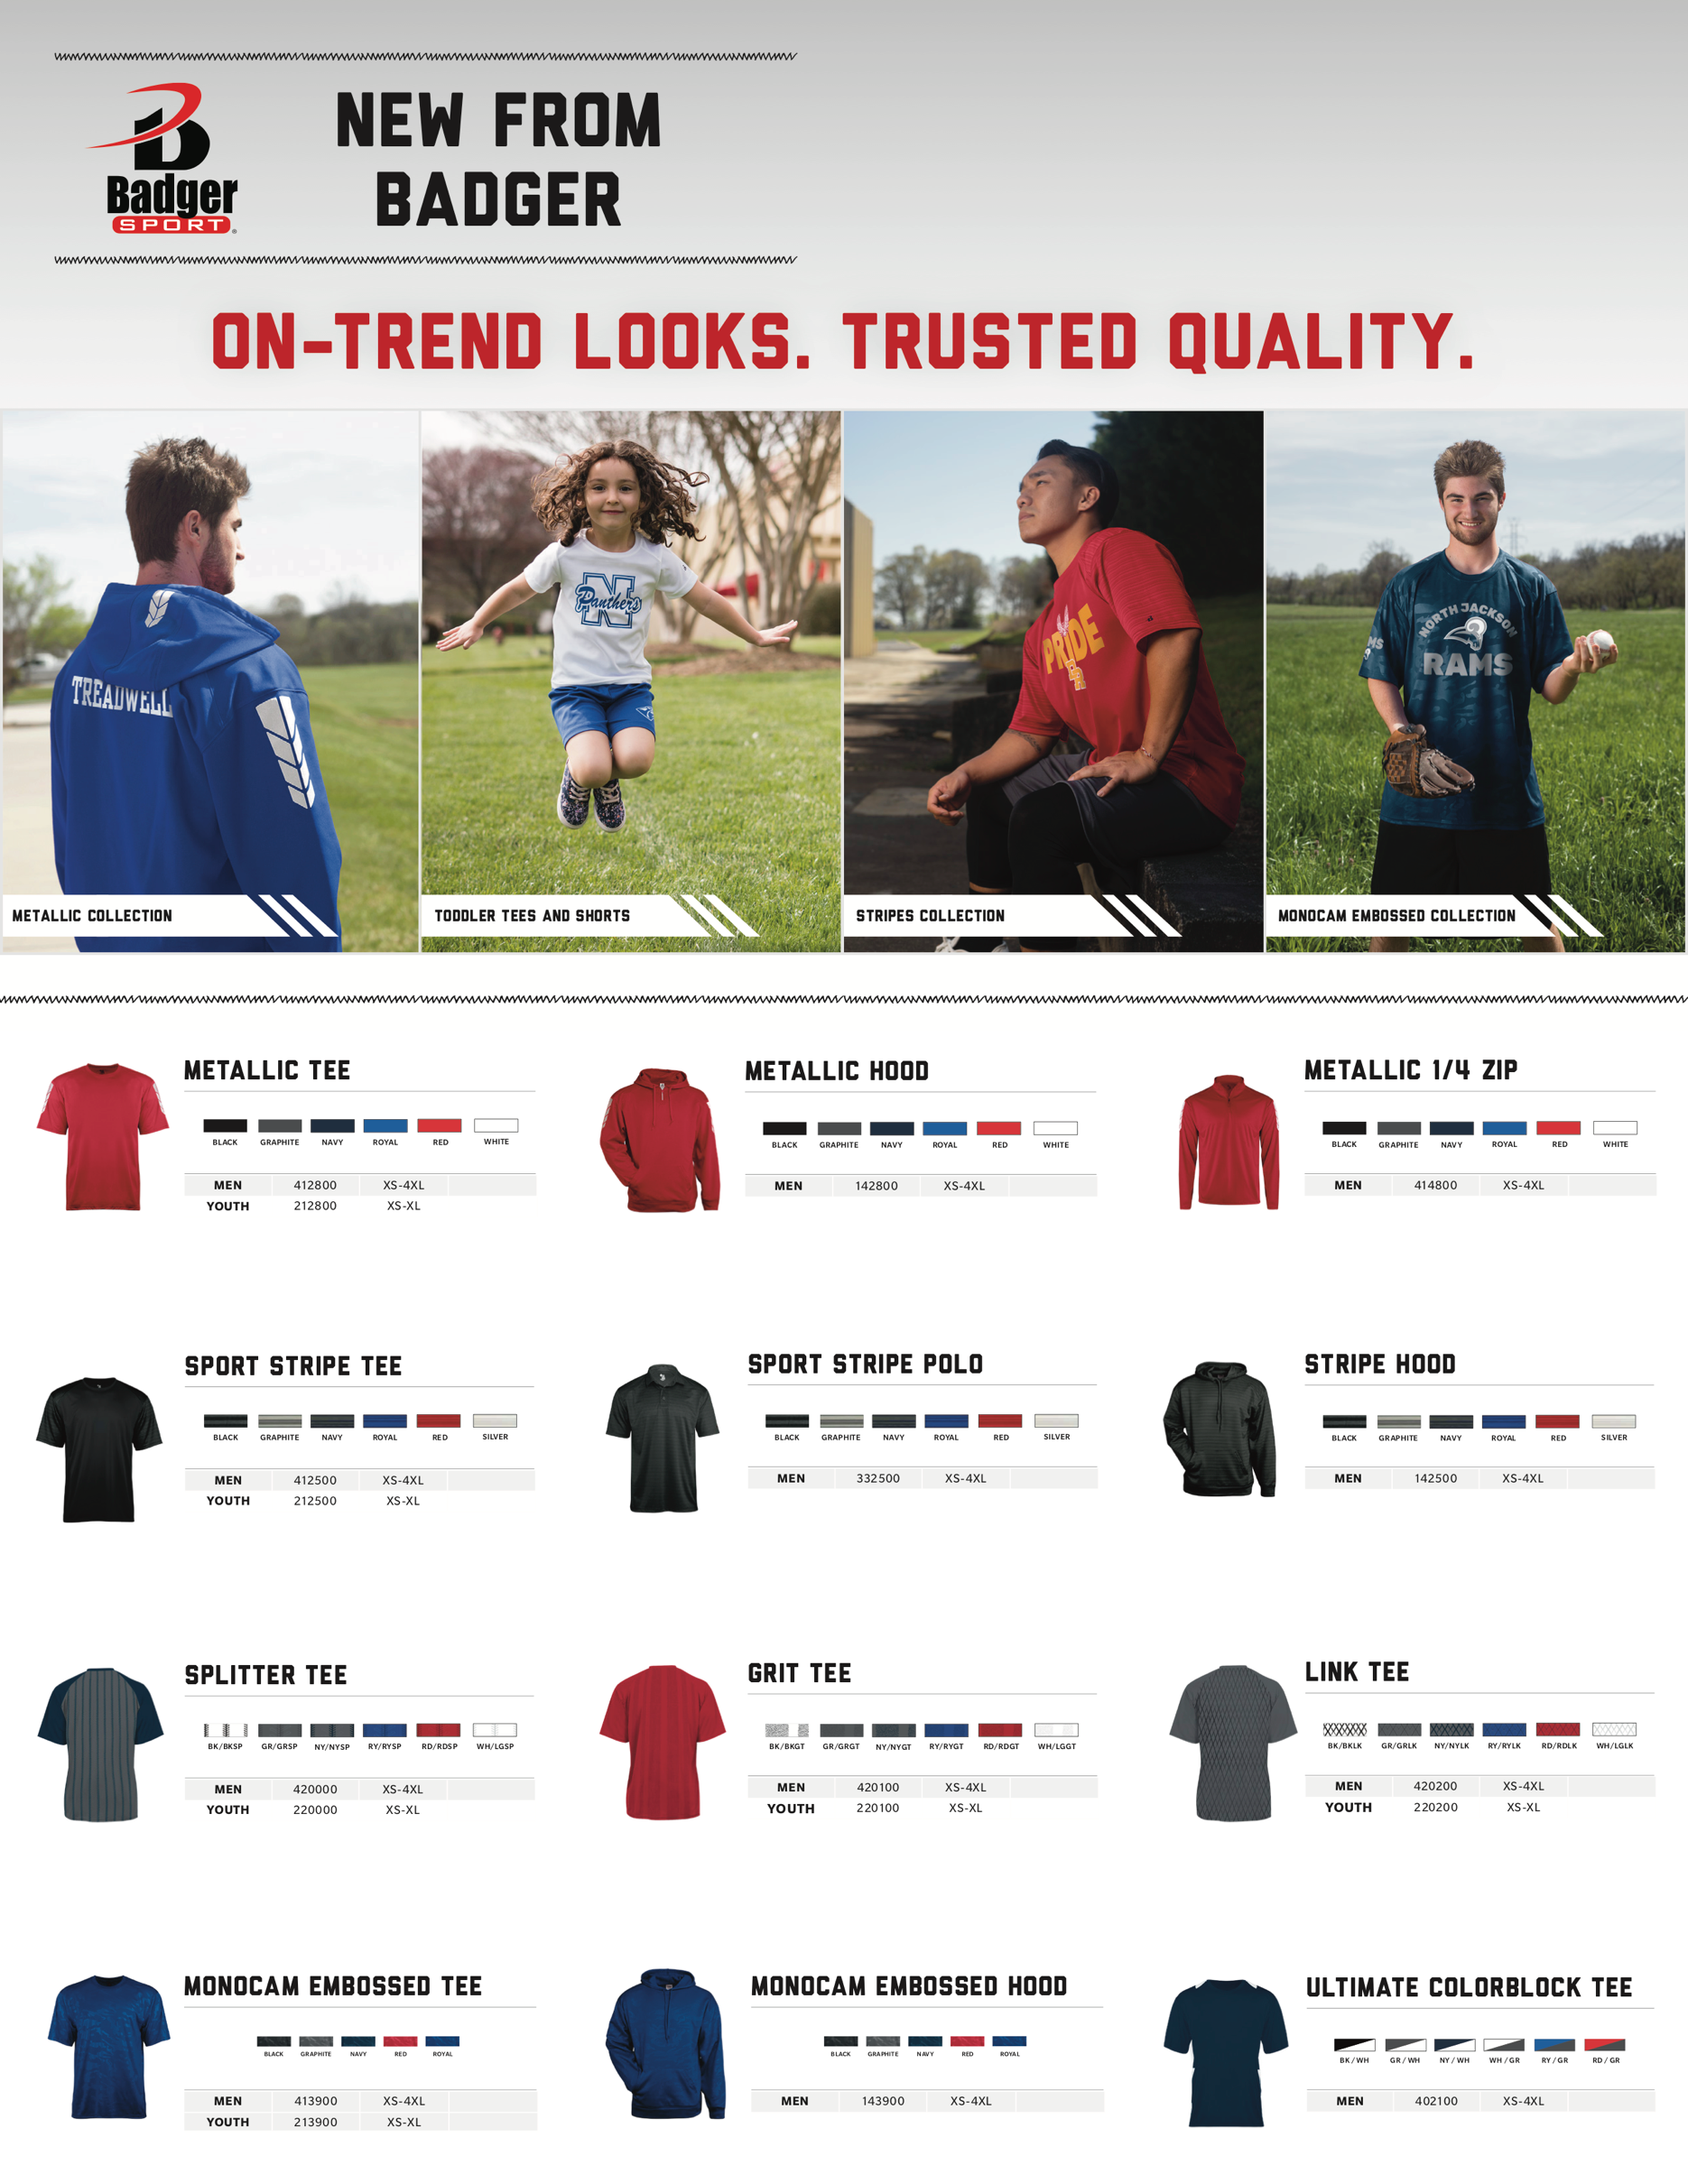 Badger
SPORT®
NEW FROM
BADGER
ON-TREND LOOKS. TRUSTED QUALITY.
TREADWELL
N
Panthers
PRIDE
NORTH JACKSON
RAMS
METALLIC COLLECTION
TODDLER TEES AND SHORTS
STRIPES COLLECTION
MONOCAM EMBOSSED COLLECTION
METALLIC TEE
BLACK GRAPHITE NAVY ROYAL RED WHITE
MEN 412800 XS-4XL
YOUTH 212800 XS-XL
METALLIC HOOD
BLACK GRAPHITE NAVY ROYAL RED WHITE
MEN 142800 XS-4XL
METALLIC 1/4 ZIP
BLACK GRAPHITE NAVY ROYAL RED WHITE
MEN 414800 XS-4XL
SPORT STRIPE TEE
BLACK GRAPHITE NAVY ROYAL RED SILVER
MEN 412500 XS-4XL
YOUTH 212500 XS-XL
SPORT STRIPE POLO
BLACK GRAPHITE NAVY ROYAL RED SILVER
MEN 332500 XS-4XL
STRIPE HOOD
BLACK GRAPHITE NAVY ROYAL RED SILVER
MEN 142500 XS-4XL
SPLITTER TEE
BK/BKSP GR/GRSP NY/NYSP RY/RYSP RD/RDSP WH/LGSP
MEN 420000 XS-4XL
YOUTH 220000 XS-XL
GRIT TEE
BK/BKGT GR/GRGT NY/NYGT RY/RYGT RD/RDGT WH/LGGT
MEN 420100 XS-4XL
YOUTH 220100 XS-XL
LINK TEE
BK/BKLK GR/GRLK NY/NYLK RY/RYLK RD/RDLK WH/LGLK
MEN 420200 XS-4XL
YOUTH 220200 XS-XL
MONOCAM EMBOSSED TEE
BLACK GRAPHITE NAVY RED ROYAL
MEN 413900 XS-4XL
YOUTH 213900 XS-XL
MONOCAM EMBOSSED HOOD
BLACK GRAPHITE NAVY RED ROYAL
MEN 143900 XS-4XL
ULTIMATE COLORBLOCK TEE
BK / WH GR / WH NY / WH WH / GR RY / GR RD / GR
MEN 402100 XS-4XL